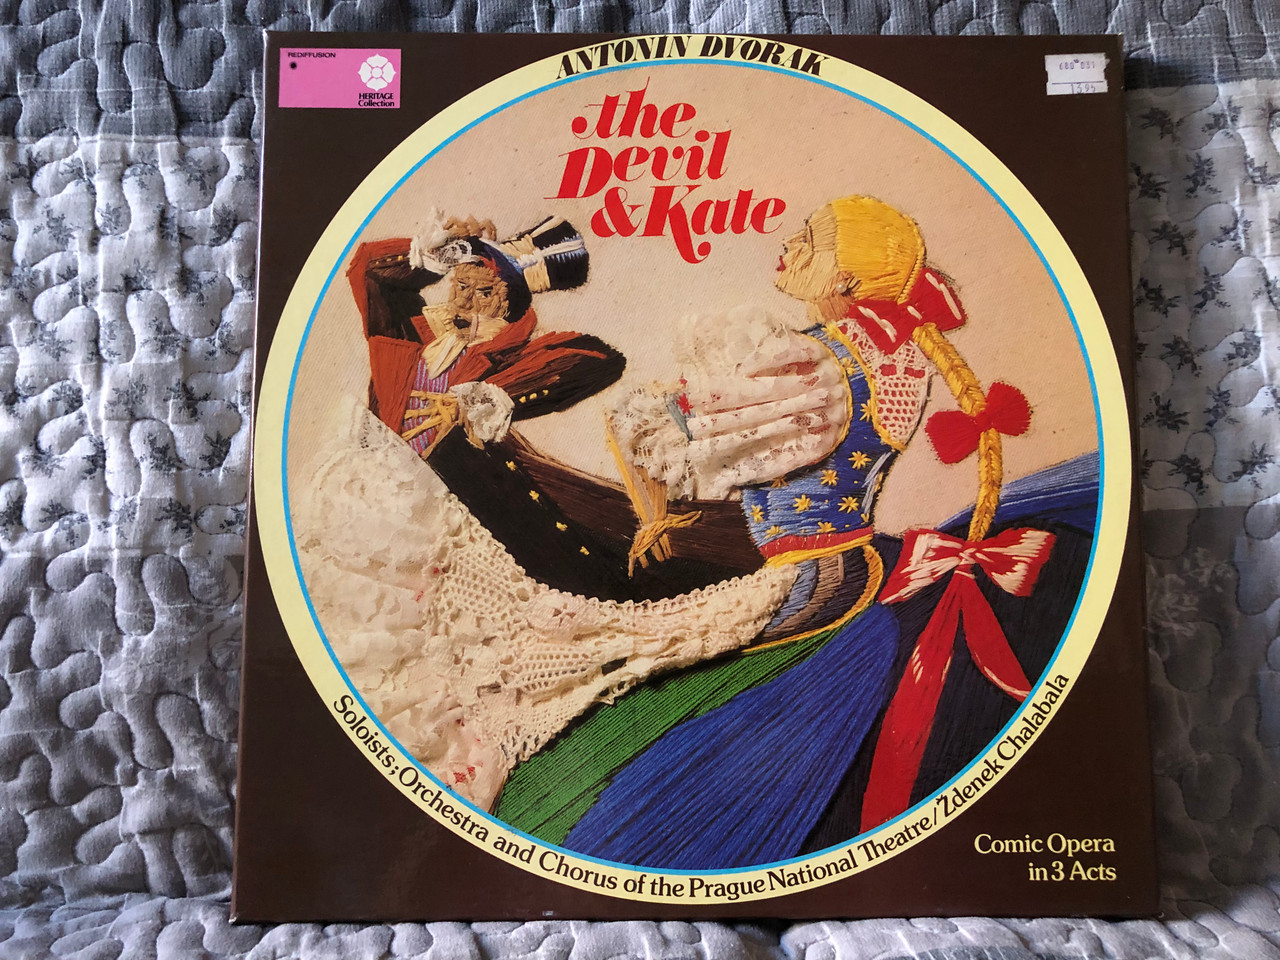 REDIFFUSION
HERITAGE
Collection
ANTONIN DVORAK
the
Devil
& Kate
Soloists; Orchestra and Chorus of the Prague National Theatre/Ždenek Chalabala
Comic Opera
in 3 Acts